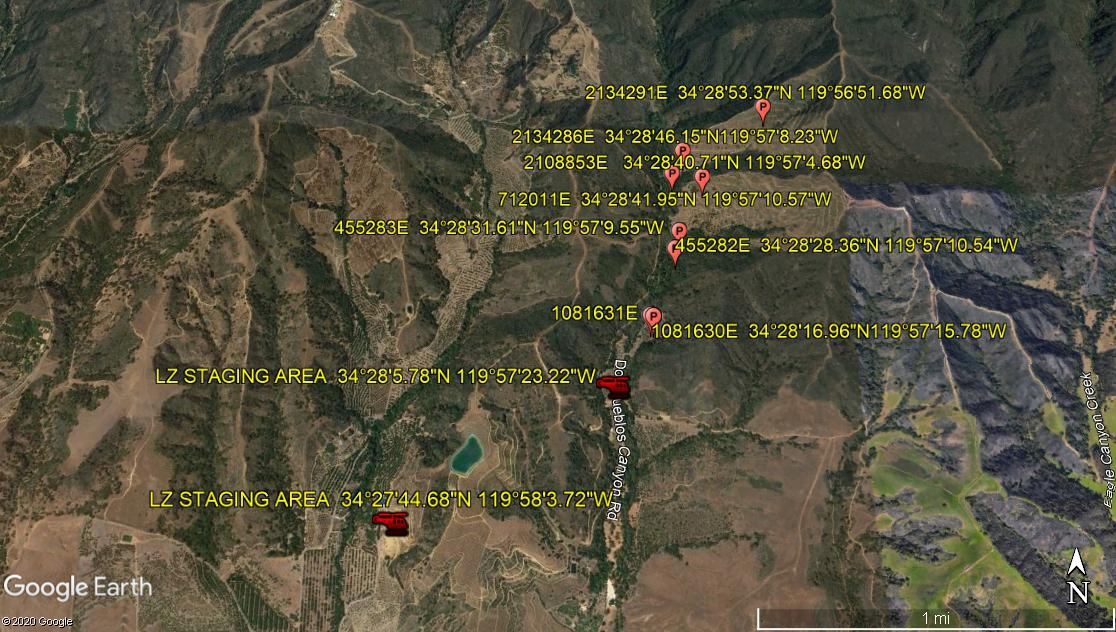 2134291E 34°28'53.37"N 119°56'51.68"W
2134286E 34°28'46.15"N119°57'8.23"W
2108853E 34°28'40.71"N 119°57'4.68"W
712011E 34°28'41.95"N 119°57'10.57"W
455283E 34°28'31.61"N 119°57'9.55"W
455282E 34°28'28.36"N 119°57'10.54"W
1081631E
1081630E 34°28'16.96"N119°57'15.78"W
LZ STAGING AREA 34°28'5.78"N 119°57'23.22"W
Canyon Rd
Eagle Canyon Creek
LZ STAGING AREA 34°27'44.68"N 119°58'3.72"W
Google Earth
©2020 Google
N
1 mi
P
P
P
P
P
P
P